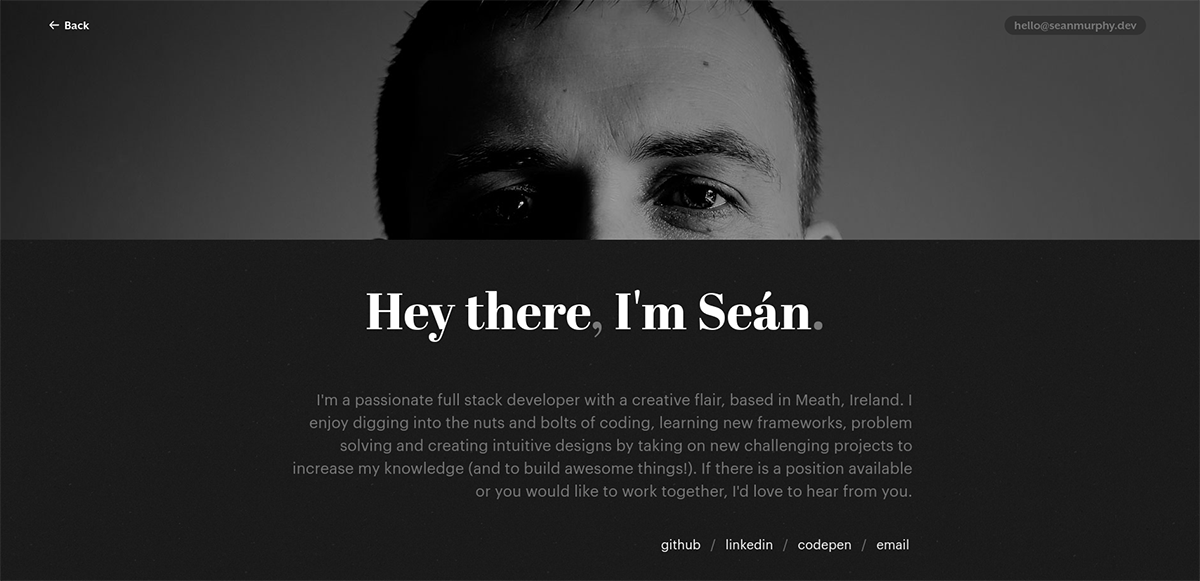 ← Back
hello@seanmurphy.dev
Hey there, I'm Seán.
I'm a passionate full stack developer with a creative flair, based in Meath, Ireland. I
enjoy digging into the nuts and bolts of coding, learning new frameworks, problem
solving and creating intuitive designs by taking on new challenging projects to
increase my knowledge (and to build awesome things!). If there is a position available
or you would like to work together, I'd love to hear from you.
github / linkedin / codepen / email